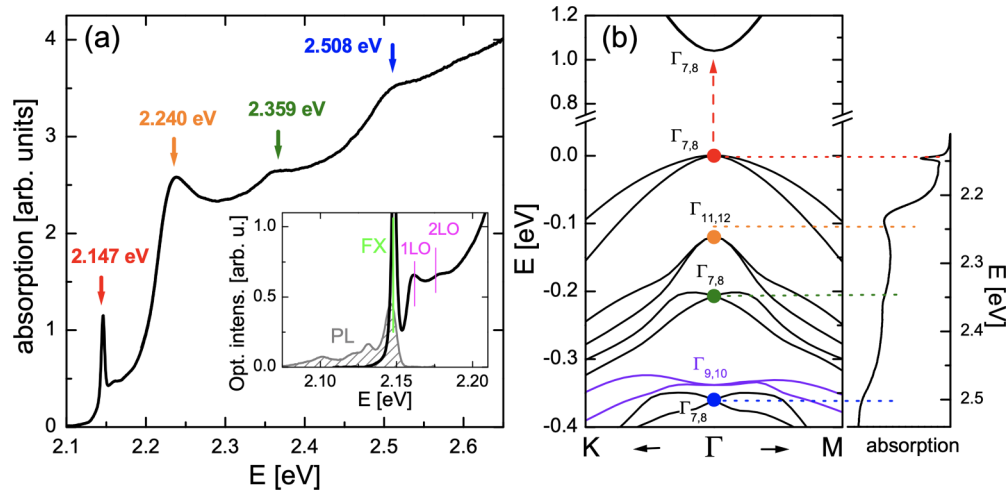 (a)
4
3
2
1
0
absorption [arb. units]
2.1
2.2
2.3
2.4
2.5
2.6
E [eV]
2.147 eV
2.240 eV
2.359 eV
2.508 eV
1.0
0.5
0.0
Opt. intens. [arb. u.]
2.10
2.15
2.20
E [eV]
PL
FX
1LO
2LO
(b)
1.2
1.0
0.8
0.0
-0.1
-0.2
-0.3
-0.4
E [eV]
Γ7,8
Γ7,8
Γ11,12
Γ7,8
Γ9,10
Γ7,8
K
Γ
M
2.2
2.3
2.4
2.5
E [eV]
absorption